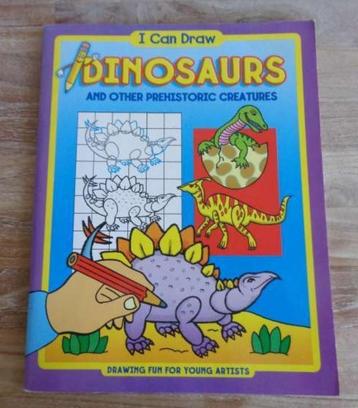 I Can Draw
DINOSAURS
AND OTHER PREHISTORIC CREATURES
DRAWING FUN FOR YOUNG ARTISTS